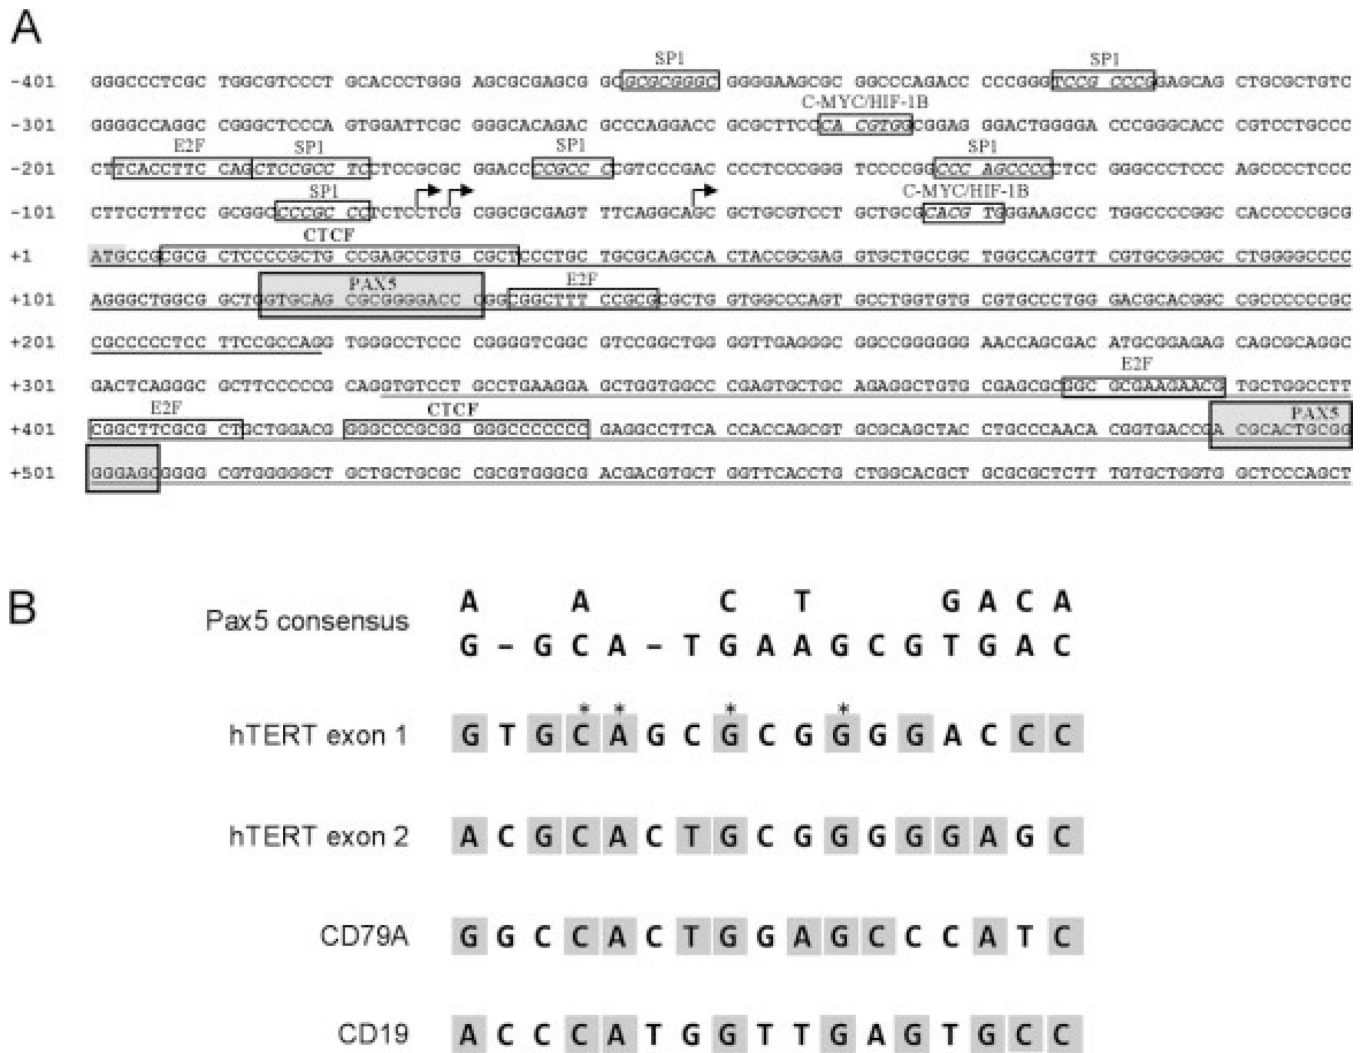 A
SP1 SP1
-401 GGGCCCTCGC TGGCGTCCCT GCACCCTGGG AGCGCGAGCG GCGCGCGGGC GGGGAAGCGC GGCCCAGACC CCCGGGTCCG CCCGGAGCAG CTGCGCTGTC
C-MYC/HIF-1B
-301 GGGGCCAGGC CGGGCTCCCA GTGGATTCGC GGGCACAGAC GCCCAGGACC GCGCTTCCCA CGTGGCGGAG GGACTGGGGA CCCGGGCACC CGTCCTGCCC
E2F SP1 SP1 SP1
-201 CTTCACCTTC CAGCTCCGCC TCCTCCGCGC GGACCCCGCC CCGTCCCGAC CCCTCCCGGG TCCCCGGCCC AGCCCCCTCC GGGCCCTCCC AGCCCCTCCC
SP1 C-MYC/HIF-1B
-101 CTTCCTTTCC GCGGCCCCGC CCTCTCCTCG CGGCGCGAGT TTCAGGCAGC GCTGCGTCCT GCTGCGCACG TGGGAAGCCC TGGCCCCGGC CACCCCCGCG
CTCF
+1 ATGCCGCGCG CTCCCCGCTG CCGAGCCGTG CGCTCCCTGC TGCGCAGCCA CTACCGCGAG GTGCTGCCGC TGGCCACGTT CGTGCGGCGC CTGGGGCCCC
PAX5 E2F
+101 AGGGCTGGCG GCTGGTGCAG CGCGGGGACC CGGCGGCTTT CCGCGCGCTG GTGGCCCAGT GCCTGGTGTG CGTGCCCTGG GACGCACGGC CGCCCCCCGC
+201 CGCCCCCTCC TTCCGCCAGG TGGGCCTCCC CGGGGTCGGC GTCCGGCTGG GGTTGAGGGC GGCCGGGGGG AACCAGCGAC ATGCGGAGAG CAGCGCAGGC
E2F
+301 GACTCAGGGC GCTTCCCCCG CAGGTGTCCT GCCTGAAGGA GCTGGTGGCC CGAGTGCTGC AGAGGCTGTG CGAGCGCGGC GCGAAGAACG TGCTGGCCTT
E2F CTCF PAX5
+401 CGGCTTCGCG CTGCTGGACG GGGCCCGCGG GGGCCCCCCC GAGGCCTTCA CCACCAGCGT GCGCAGCTAC CTGCCCAACA CGGTGACCGA CGCACTGCGG
+501 GGGAGCGGGG CGTGGGGGCT GCTGCTGCGC CGCGTGGGCG ACGACGTGCT GGTTCACCTG CTGGCACGCT GCGCGCTCTT TGTGCTGGTG GCTCCCAGCT
B
A A C T G A C A
Pax5 consensus G - G C A - T G A A G C G T G A C
* * * *
hTERT exon 1 G T G C A G C G C G G G G A C C C
hTERT exon 2 A C G C A C T G C G G G G G A G C
CD79A G G C C A C T G G A G C C C A T C
CD19 A C C C A T G G T T G A G T G C C